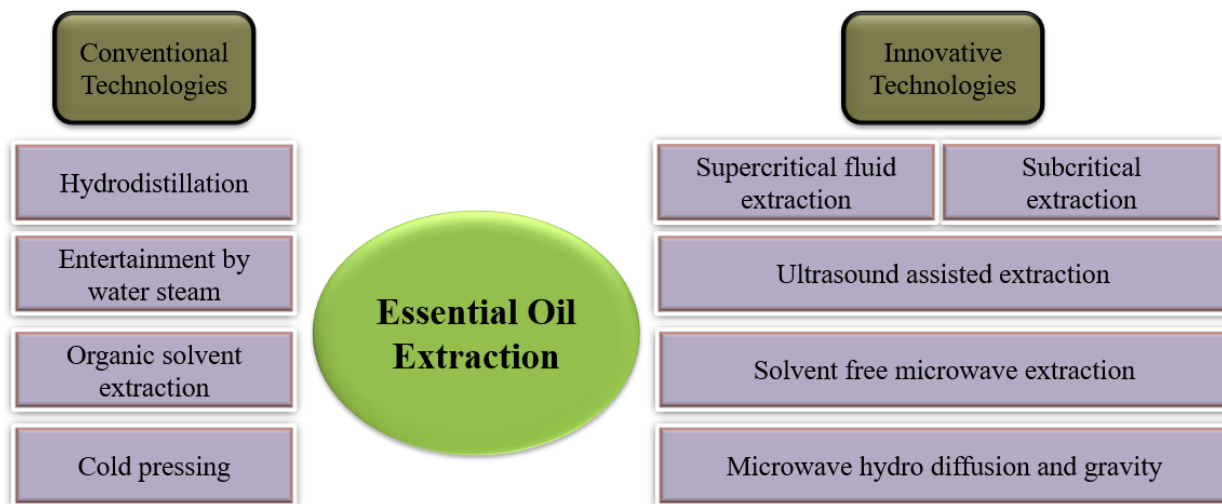 Conventional
Technologies
Hydrodistillation
Entertainment by
water steam
Organic solvent
extraction
Cold pressing
Essential Oil
Extraction
Innovative
Technologies
Supercritical fluid
extraction
Subcritical
extraction
Ultrasound assisted extraction
Solvent free microwave extraction
Microwave hydro diffusion and gravity